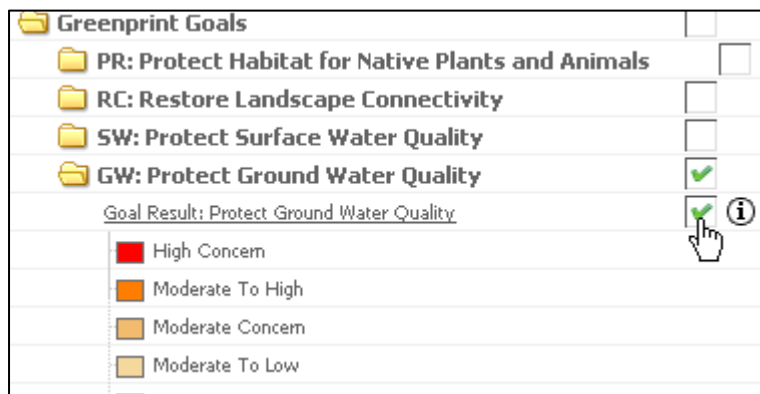 Greenprint Goals
PR: Protect Habitat for Native Plants and Animals
RC: Restore Landscape Connectivity
SW: Protect Surface Water Quality
GW: Protect Ground Water Quality
Goal Result: Protect Ground Water Quality
High Concern
Moderate To High
Moderate Concern
Moderate To Low